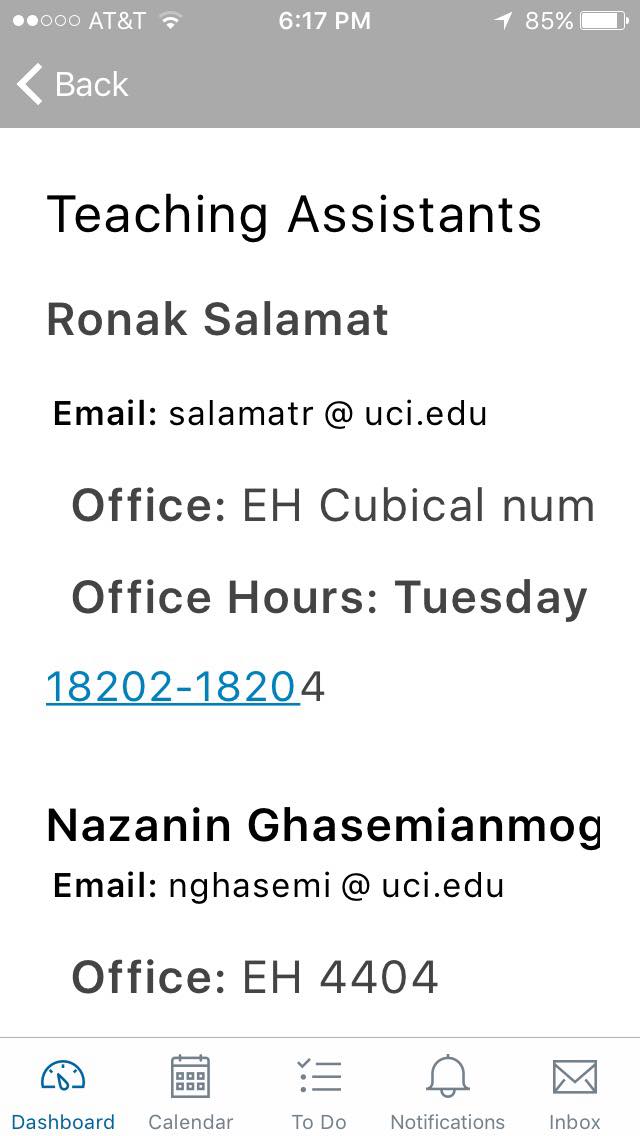 AT&T 6:17 PM 85%
Back
Teaching Assistants
Ronak Salamat
Email: salamatr @ uci.edu
Office: EH Cubical num
Office Hours: Tuesday
18202-18204
Nazanin Ghasemianmog
Email: nghasemi @ uci.edu
Office: EH 4404
Dashboard Calendar To Do Notifications Inbox